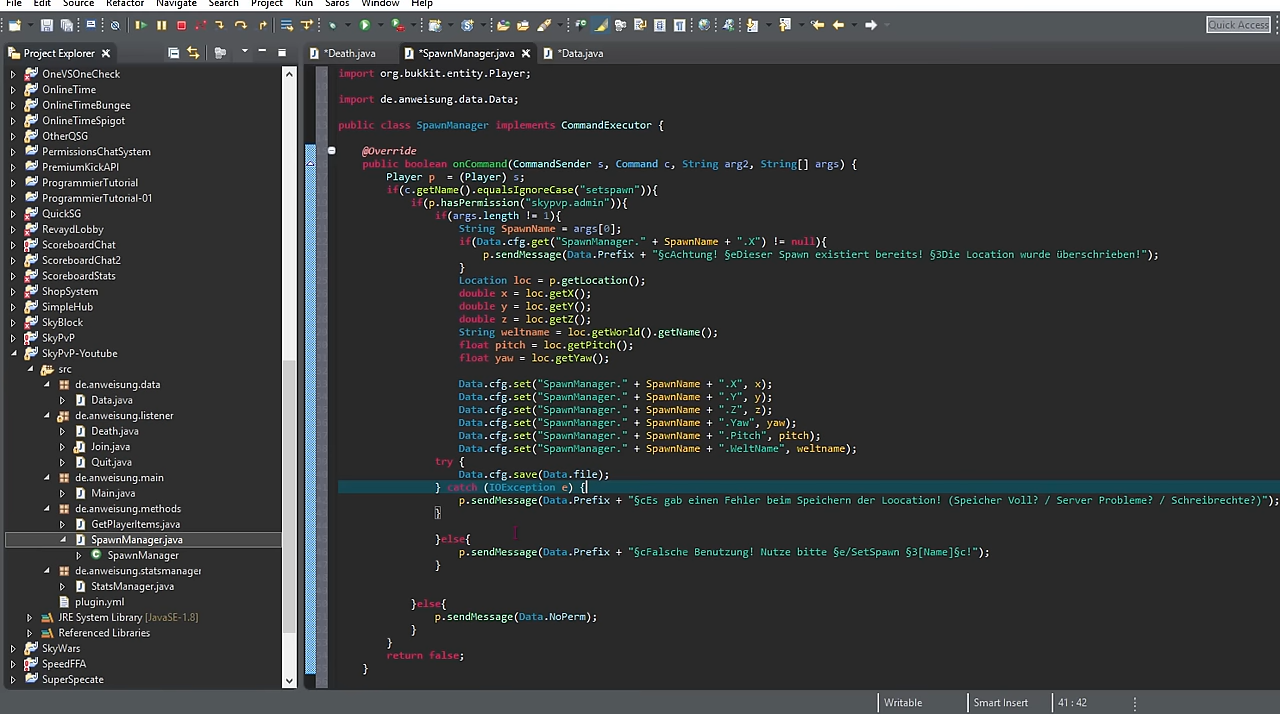 File Edit Source Refactor Navigate Search Project Run Saros Window Help
Quick Access
Project Explorer
*Death.java
*SpawnManager.java
*Data.java
OneVSOneCheck
OnlineTime
OnlineTimeBungee
OnlineTimeSpigot
OtherQSG
PermissionsChatSystem
PremiumKickAPI
ProgrammierTutorial
ProgrammierTutorial-01
QuickSG
RevaydLobby
ScoreboardChat
ScoreboardChat2
ScoreboardStats
ShopSystem
SimpleHub
SkyBlock
SkyPvP
SkyPvP-Youtube
src
de.anweisung.data
Data.java
de.anweisung.listener
Death.java
Join.java
Quit.java
de.anweisung.main
Main.java
de.anweisung.methods
GetPlayerItems.java
SpawnManager.java
SpawnManager
de.anweisung.statsmanager
StatsManager.java
plugin.yml
JRE System Library [JavaSE-1.8]
Referenced Libraries
SkyWars
SpeedFFA
SuperSpecate
import org.bukkit.entity.Player;
import de.anweisung.data.Data;
public class SpawnManager implements CommandExecutor {
@Override
public boolean onCommand(CommandSender s, Command c, String arg2, String[] args) {
Player p  = (Player) s;
if(c.getName().equalsIgnoreCase("setspawn")){
if(p.hasPermission("skypvp.admin")){
if(args.length != 1){
String SpawnName = args[0];
if(Data.cfg.get("SpawnManager." + SpawnName + ".X") != null){
p.sendMessage(Data.Prefix + "§cAchtung! §eDieser Spawn existiert bereits! §3Die Location wurde überschrieben!");
}
Location loc = p.getLocation();
double x = loc.getX();
double y = loc.getY();
double z = loc.getZ();
String weltname = loc.getWorld().getName();
float pitch = loc.getPitch();
float yaw = loc.getYaw();
Data.cfg.set("SpawnManager." + SpawnName + ".X", x);
Data.cfg.set("SpawnManager." + SpawnName + ".Y", y);
Data.cfg.set("SpawnManager." + SpawnName + ".Z", z);
Data.cfg.set("SpawnManager." + SpawnName + ".Yaw", yaw);
Data.cfg.set("SpawnManager." + SpawnName + ".Pitch", pitch);
Data.cfg.set("SpawnManager." + SpawnName + ".WeltName", weltname);
try {
Data.cfg.save(Data.file);
} catch (IOException e) {
p.sendMessage(Data.Prefix + "§cEs gab einen Fehler beim Speichern der Loocation! (Speicher Voll? / Server Probleme? / Schreibrechte?)");
}
}else{
p.sendMessage(Data.Prefix + "§cFalsche Benutzung! Nutze bitte §e/SetSpawn §3[Name]§c!");
}
}else{
p.sendMessage(Data.NoPerm);
}
}
return false;
}
Writable
Smart Insert
41 : 42